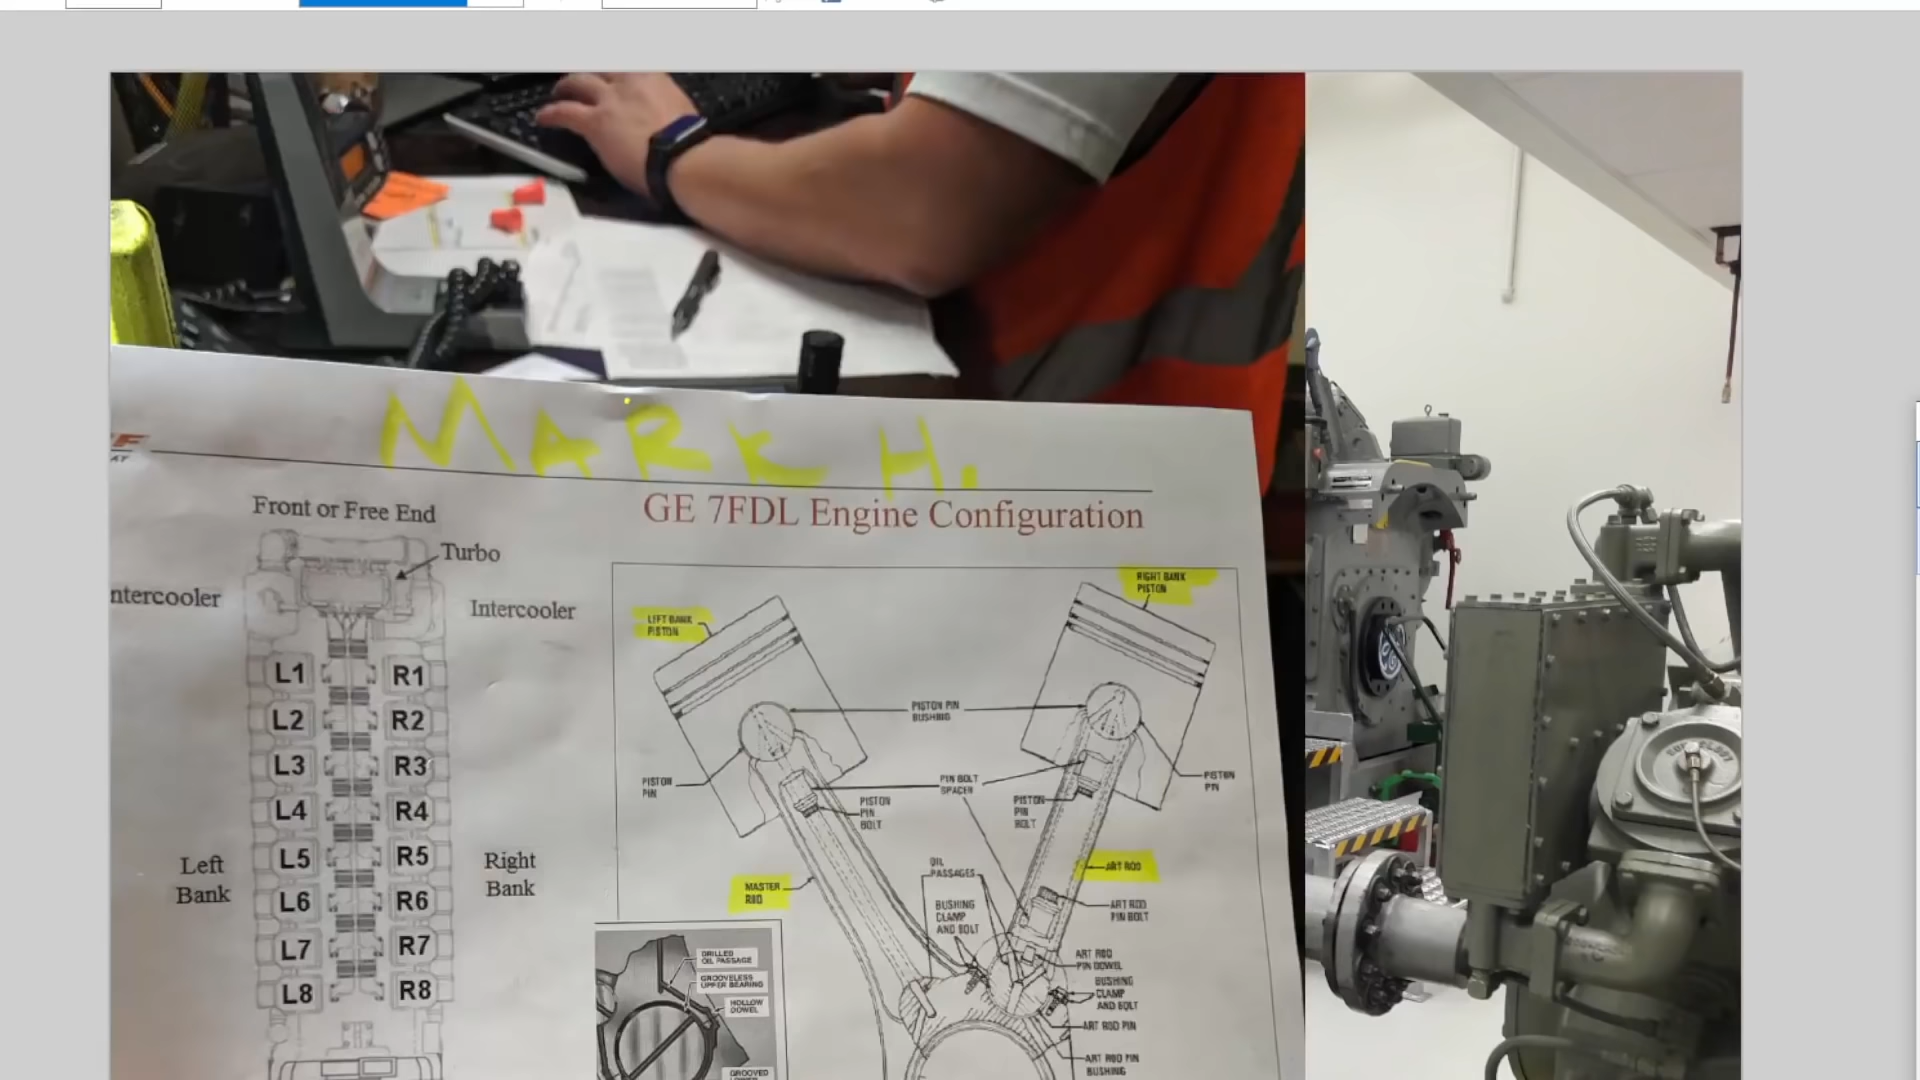 MARK H.
Front or Free End
GE 7FDL Engine Configuration
Turbo
ntercooler
Intercooler
LEFT BANK
PISTON
RIGHT BANK
PISTON
L1 R1
L2 R2
L3 R3
L4 R4
L5 R5
L6 R6
L7 R7
L8 R8
Left
Bank
Right
Bank
PISTON PIN
BUSHING
PISTON
PIN
PIN BOLT
SPACER
PISTON
PIN
PISTON
PIN
BOLT
PISTON
PIN
BOLT
OIL
PASSAGES
ART ROD
MASTER
ROD
BUSHING
CLAMP
AND BOLT
ART ROD
PIN BOLT
ART ROD
PIN DOWEL
BUSHING
CLAMP
AND BOLT
ART ROD PIN
ART ROD PIN
BUSHING
DRILLED
OIL PASSAGE
GROOVELESS
UPPER BEARING
HOLLOW
DOWEL
GROOVED